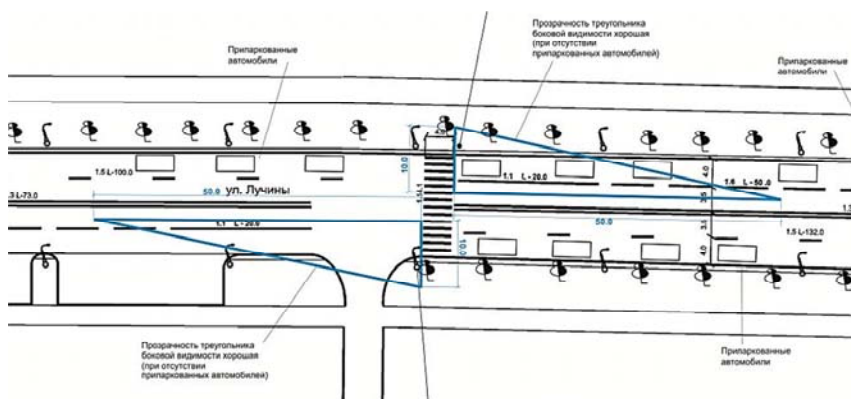 Прозрачность треугольника
боковой видимости хорошая
(при отсутствии
припаркованных автомобилей)
Припаркованные
автомобили
Припаркованные
автомобили
10.0
1.5 L-100.0
1.1 L-20.0
1.6 L-50.0
4.0
3.5
.3 L-73.0
50.0
ул. Лучины
50.0
1.1 L-20.0
10.0
3.5
4.0
1.5 L-132.0
Прозрачность треугольника
боковой видимости хорошая
(при отсутствии
припаркованных автомобилей)
Припаркованные
автомобили